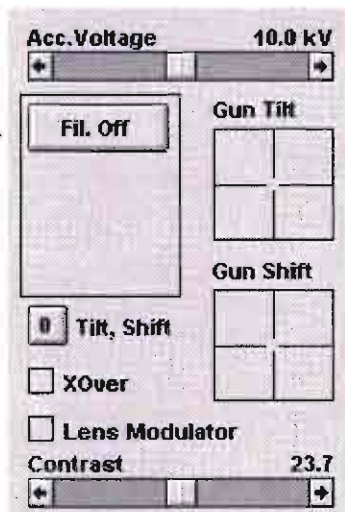 Acc.Voltage 10.0 kV
Fil. Off
Gun Tilt
Gun Shift
0 Tilt, Shift
XOver
Lens Modulator
Contrast 23.7